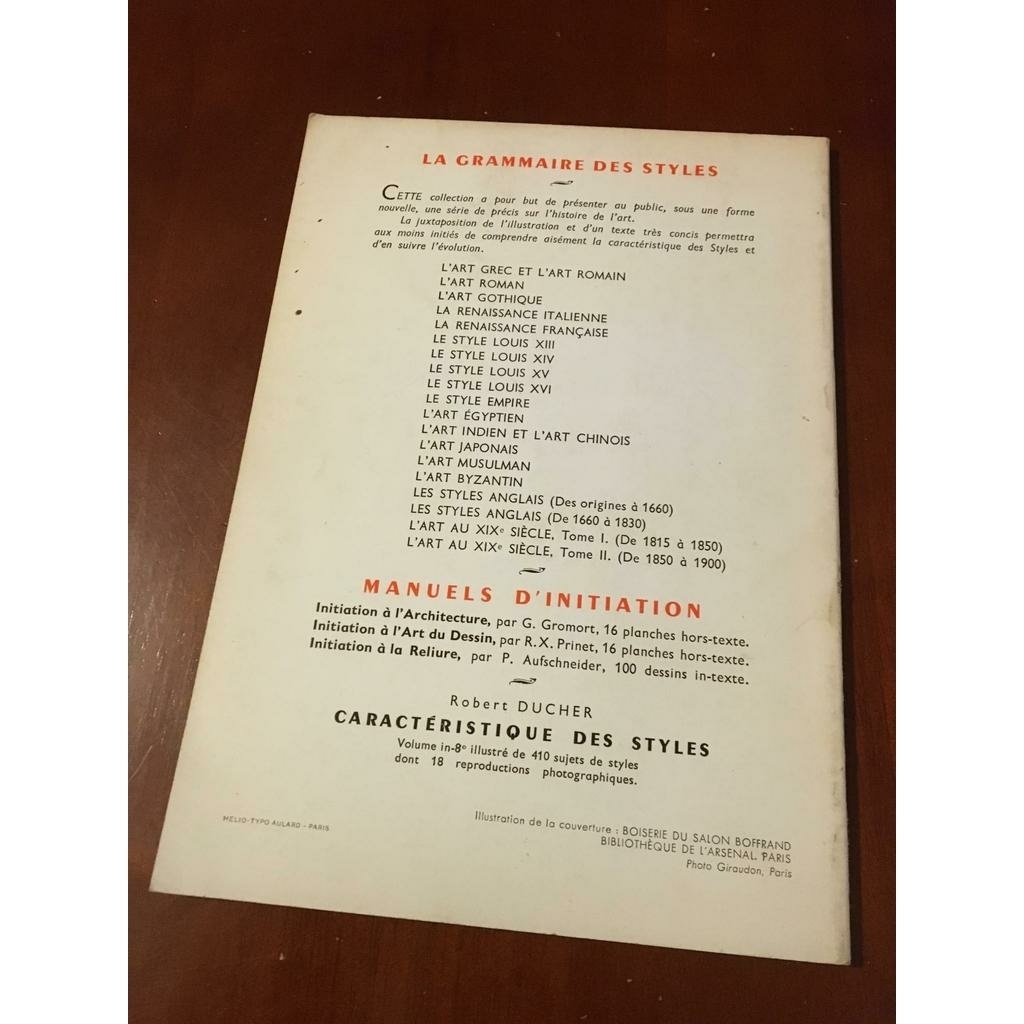 LA GRAMMAIRE DES STYLES
CETTE collection a pour but de présenter au public, sous une forme
nouvelle, une série de précis sur l'histoire de l'art.
La juxtaposition de l'illustration et d'un texte très concis permettra
aux moins initiés de comprendre aisément la caractéristique des Styles et
d'en suivre l'évolution.
L'ART GREC ET L'ART ROMAIN
L'ART ROMAN
L'ART GOTHIQUE
LA RENAISSANCE ITALIENNE
LA RENAISSANCE FRANÇAISE
LE STYLE LOUIS XIII
LE STYLE LOUIS XIV
LE STYLE LOUIS XV
LE STYLE LOUIS XVI
LE STYLE EMPIRE
L'ART ÉGYPTIEN
L'ART INDIEN ET L'ART CHINOIS
L'ART JAPONAIS
L'ART MUSULMAN
L'ART BYZANTIN
LES STYLES ANGLAIS (Des origines à 1660)
LES STYLES ANGLAIS (De 1660 à 1830)
L'ART AU XIXe SIÈCLE, Tome I. (De 1815 à 1850)
L'ART AU XIXe SIÈCLE, Tome II. (De 1850 à 1900)
MANUELS D'INITIATION
Initiation à l'Architecture, par G. Gromort, 16 planches hors-texte.
Initiation à l'Art du Dessin, par R.X. Prinet, 16 planches hors-texte.
Initiation à la Reliure, par P. Aufschneider, 100 dessins in-texte.
Robert DUCHER
CARACTÉRISTIQUE DES STYLES
Volume in-8º illustré de 410 sujets de styles
dont 18 reproductions photographiques.
HELIO-TYPO AULARD - PARIS
Illustration de la couverture : BOISERIE DU SALON BOFFRAND
BIBLIOTHÈQUE DE L'ARSENAL. PARIS
Photo Giraudon, Paris